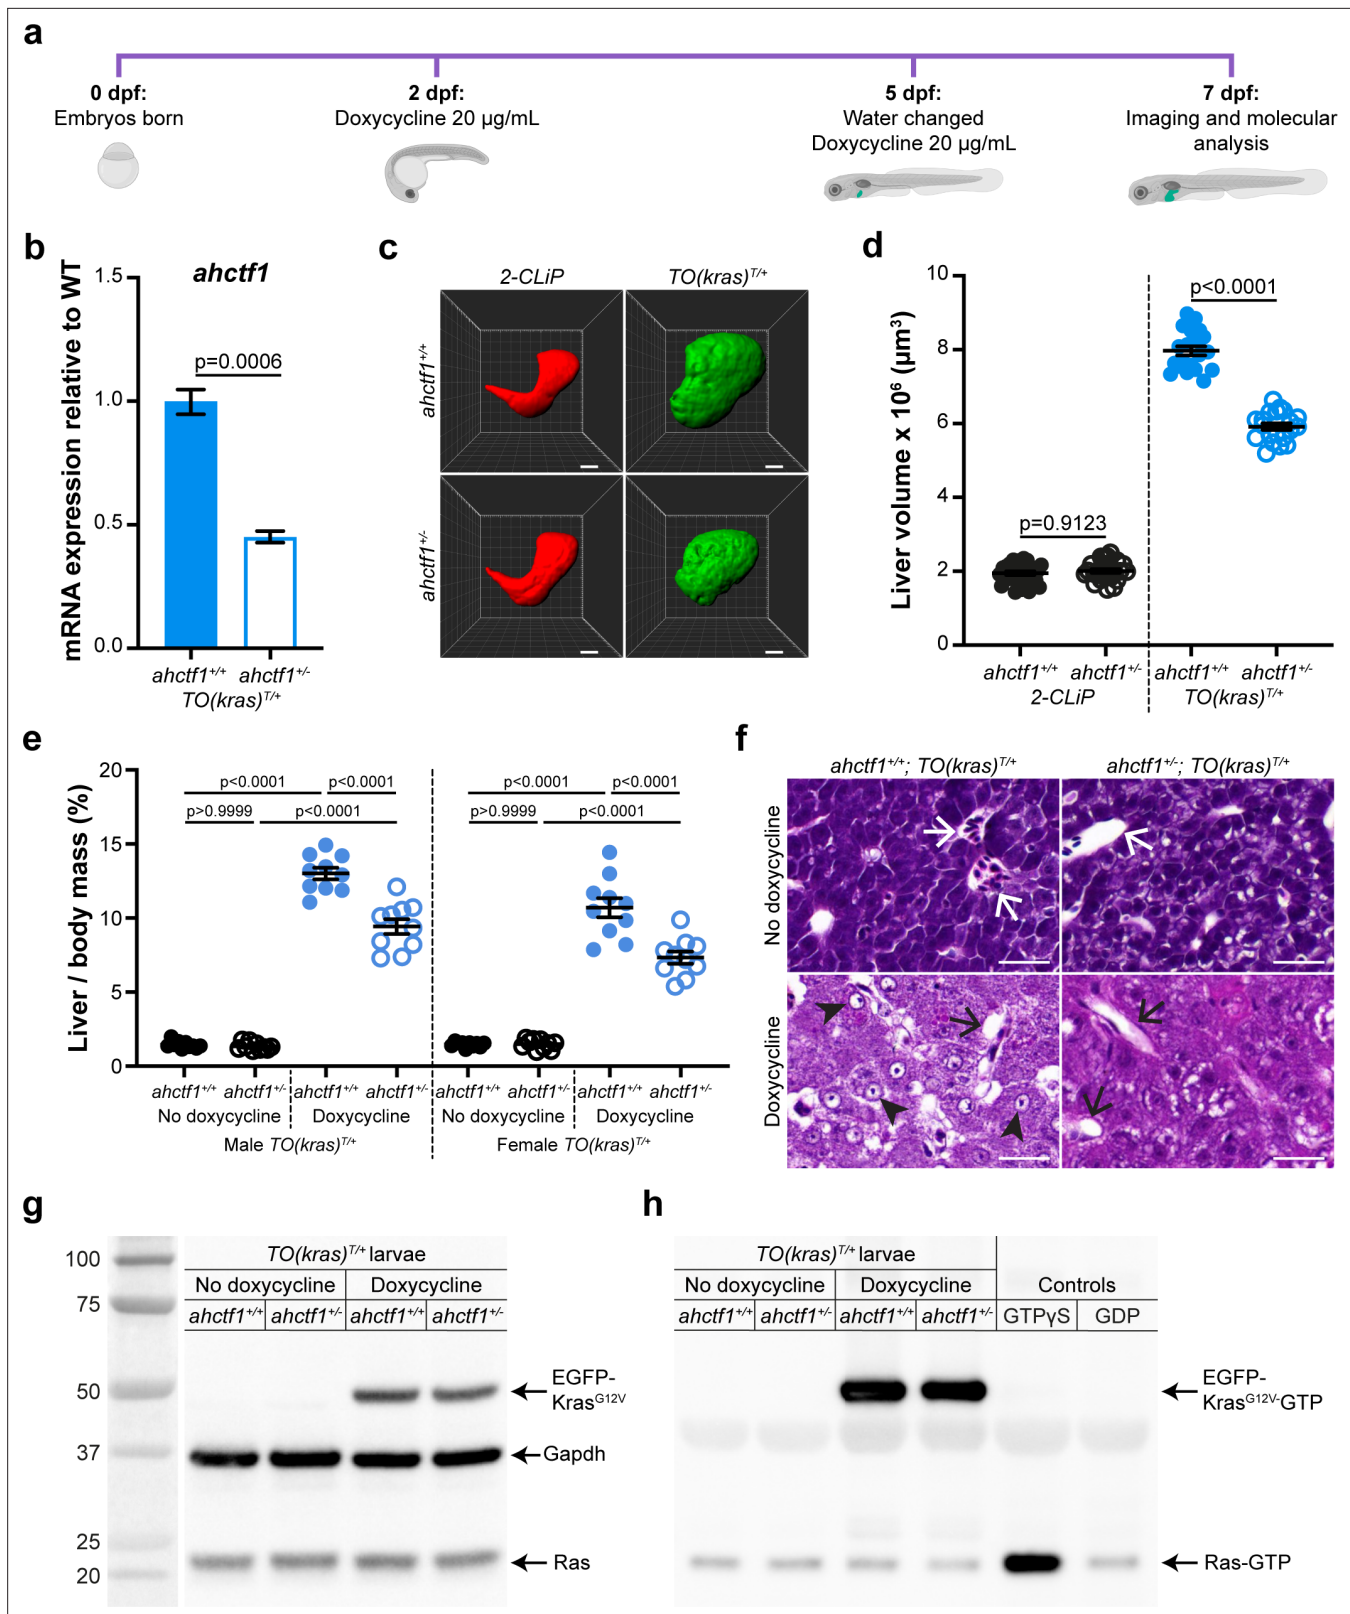 a
0 dpf:
Embryos born
2 dpf:
Doxycycline 20 µg/mL
5 dpf:
Water changed
Doxycycline 20 µg/mL
7 dpf:
Imaging and molecular
analysis
b
ahctf1
mRNA expression relative to WT
1.5
1.0
0.5
0.0
p=0.0006
ahctf1+/+ ahctf1+/-
TO(kras)T/+
c
2-CLiP TO(kras)T/+
ahctf1+/+
ahctf1+/-
d
Liver volume x 10⁶ (µm³)
10
8
6
4
2
0
p<0.0001
p=0.9123
ahctf1+/+ ahctf1+/- ahctf1+/+ ahctf1+/-
2-CLiP TO(kras)T/+
e
Liver / body mass (%)
20
15
10
5
0
p<0.0001 p<0.0001 p<0.0001 p<0.0001
p>0.9999 p<0.0001 p>0.9999 p<0.0001
ahctf1+/+ ahctf1+/- ahctf1+/+ ahctf1+/- ahctf1+/+ ahctf1+/- ahctf1+/+ ahctf1+/-
No doxycycline Doxycycline No doxycycline Doxycycline
Male TO(kras)T/+ Female TO(kras)T/+
f
ahctf1+/+; TO(kras)T/+ ahctf1+/-; TO(kras)T/+
No doxycycline
Doxycycline
g
100
75
50
37
25
20
TO(kras)T/+ larvae
No doxycycline Doxycycline
ahctf1+/+ ahctf1+/- ahctf1+/+ ahctf1+/-
EGFP-
KrasG12V
Gapdh
Ras
h
TO(kras)T/+ larvae
No doxycycline Doxycycline Controls
ahctf1+/+ ahctf1+/- ahctf1+/+ ahctf1+/- GTPγS GDP
EGFP-
KrasG12V-GTP
Ras-GTP